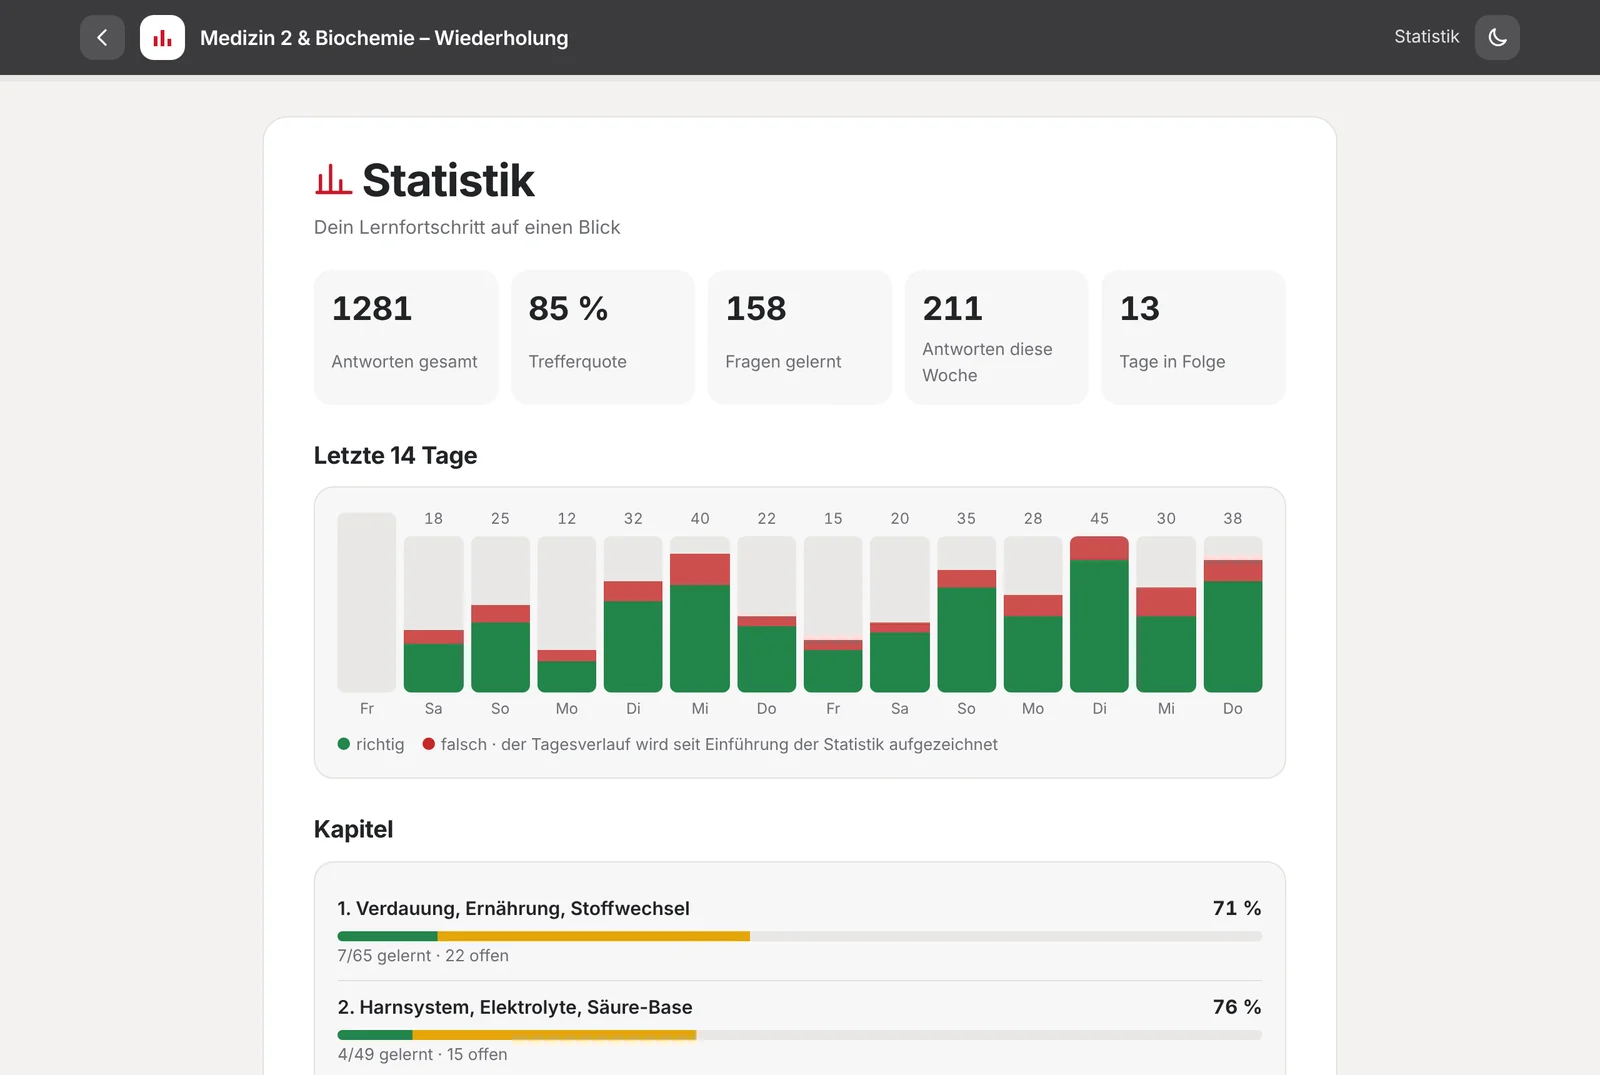 Medizin 2 & Biochemie – Wiederholung
Statistik
Statistik
Dein Lernfortschritt auf einen Blick
1281
Antworten gesamt
85 %
Trefferquote
158
Fragen gelernt
211
Antworten diese
Woche
13
Tage in Folge
Letzte 14 Tage
18 25 12 32 40 22 15 20 35 28 45 30 38
Fr Sa So Mo Di Mi Do Fr Sa So Mo Di Mi Do
richtig falsch · der Tagesverlauf wird seit Einführung der Statistik aufgezeichnet
Kapitel
1. Verdauung, Ernährung, Stoffwechsel 71 %
7/65 gelernt · 22 offen
2. Harnsystem, Elektrolyte, Säure-Base 76 %
4/49 gelernt · 15 offen